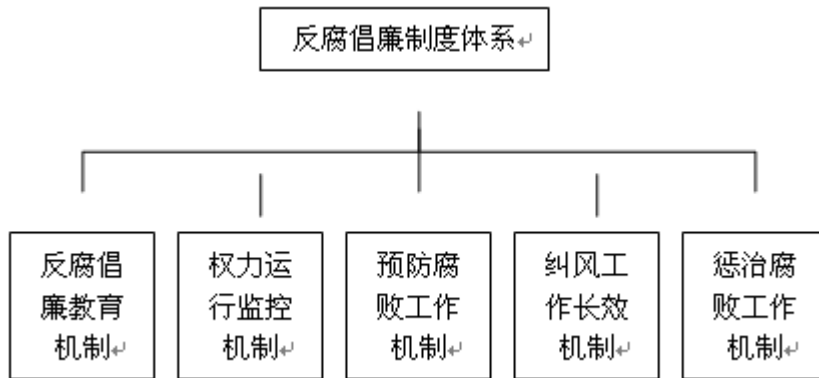 反腐倡廉制度体系
反腐倡
廉教育
机制
权力运
行监控
机制
预防腐
败工作
机制
纠风工
作长效
机制
惩治腐
败工作
机制